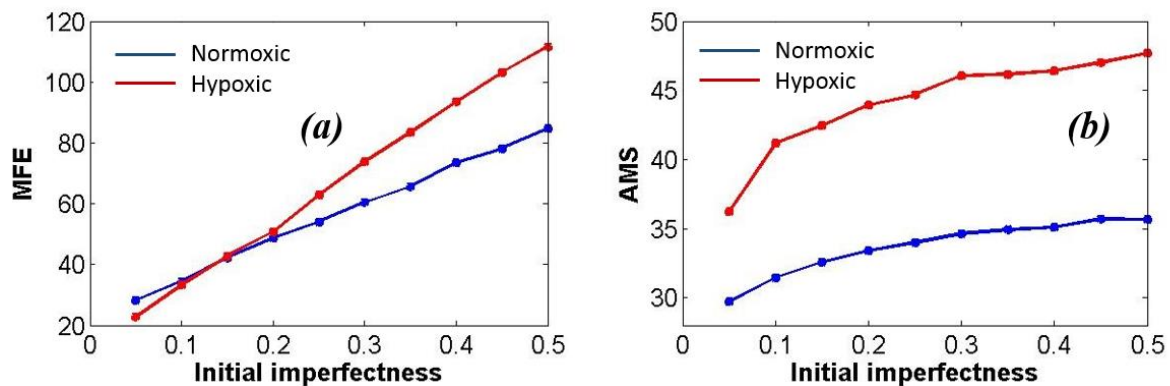 120
100
80
60
40
20
MFE
Normoxic
Hypoxic
(a)
0 0.1 0.2 0.3 0.4 0.5
Initial imperfectness
50
45
40
35
30
AMS
Normoxic
Hypoxic
(b)
0 0.1 0.2 0.3 0.4 0.5
Initial imperfectness